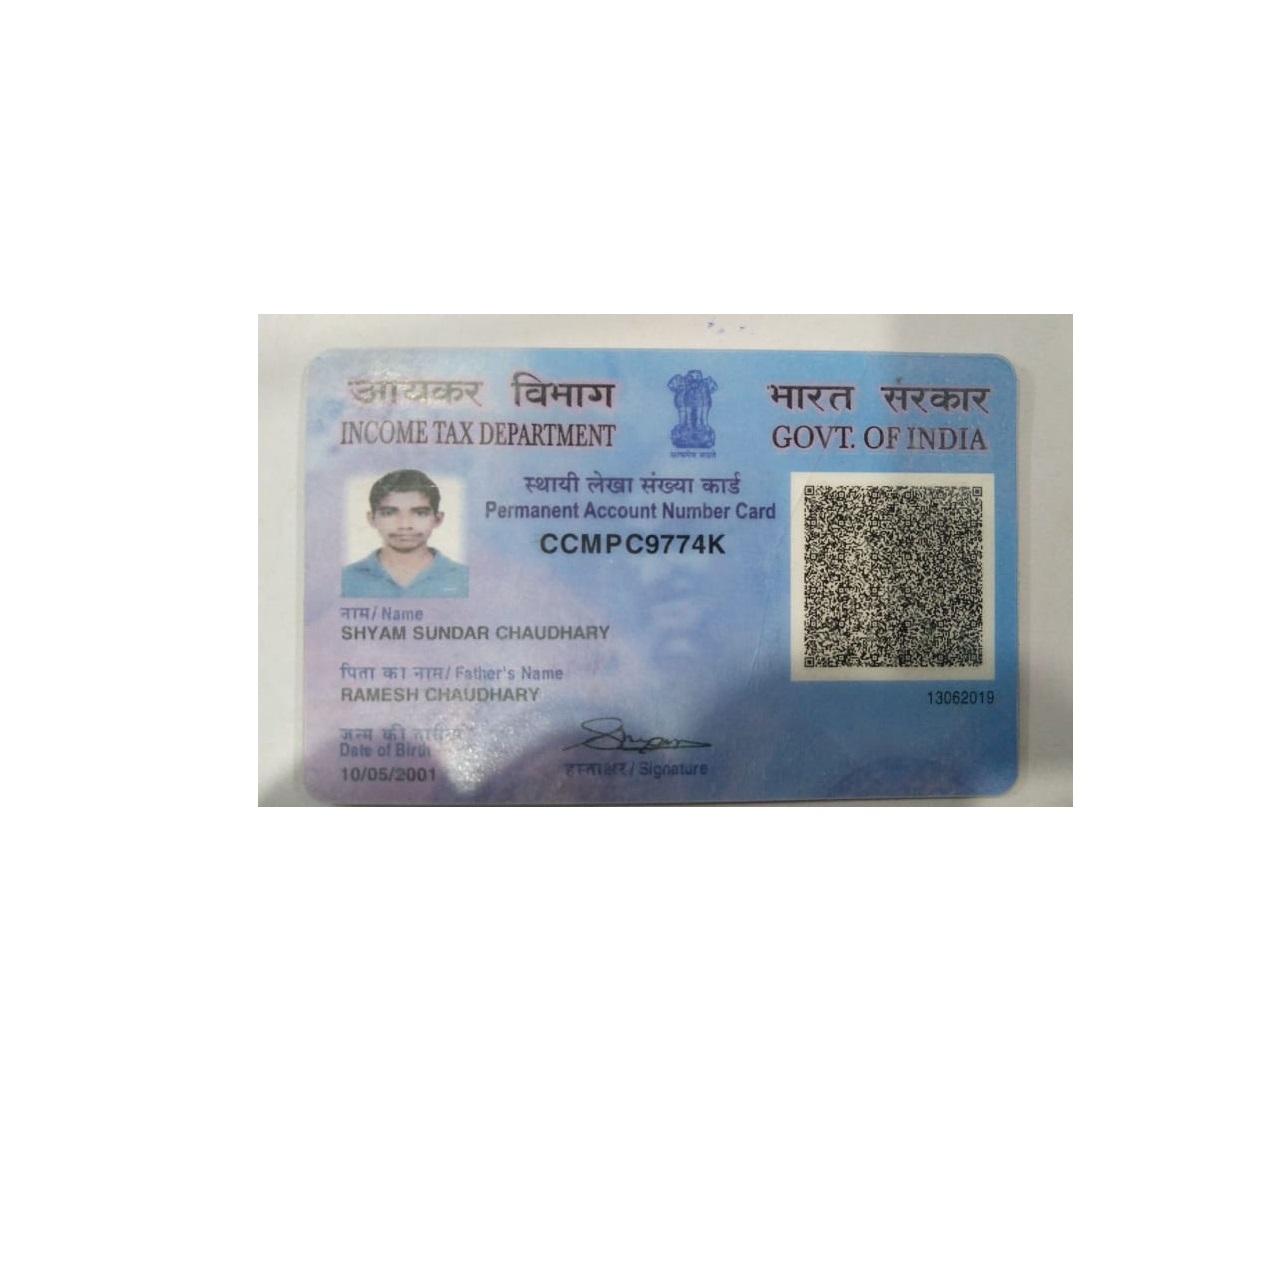 आयकर विभाग
INCOME TAX DEPARTMENT
सत्यमेव जयते
भारत सरकार
GOVT. OF INDIA
स्थायी लेखा संख्या कार्ड
Permanent Account Number Card
CCMPC9774K
नाम/ Name
SHYAM SUNDAR CHAUDHARY
पिता का नाम/ Father's Name
RAMESH CHAUDHARY
जन्म की तारीख
Date of Birth
10/05/2001
Shyam
हस्ताक्षर/ Signature
13062019